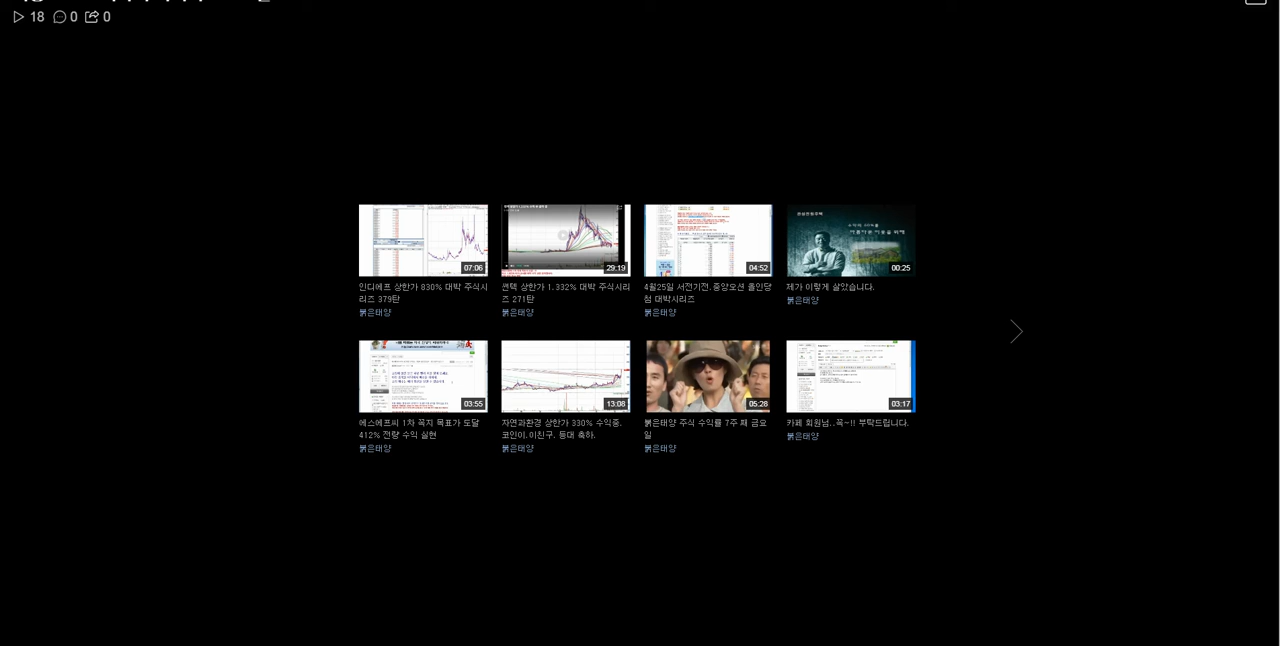 18 0 0
07:06
29:19
04:52
00:25
인디에프 상한가 830% 대박 주식시
리즈 379탄
붉은태양
썬텍 상한가 1,332% 대박 주식시리
즈 271탄
붉은태양
4월25일 서전기전.중앙오션 올인당
첨 대박시리즈
붉은태양
제가 이렇게 살았습니다.
붉은태양
03:55
13:08
05:28
03:17
에스에프씨 1차 꼭지 목표가 도달
412% 전량 수익 실현
붉은태양
자연과환경 상한가 330% 수익중.
코인이.이친구. 등대 축하.
붉은태양
붉은태양 주식 수익률 7주 째 금요
일
붉은태양
카페 회원님..꼭~!! 부탁드립니다.
붉은태양